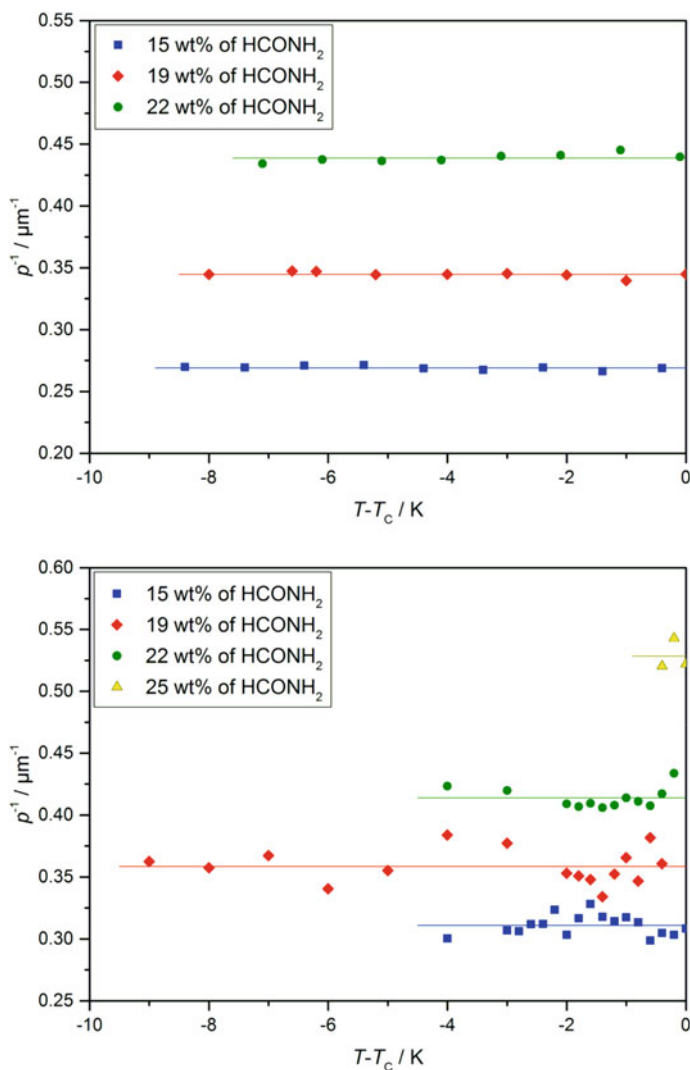 0.55
0.50
0.45
0.40
0.35
0.30
0.25
0.20
p⁻¹ / µm⁻¹
15 wt% of HCONH₂
19 wt% of HCONH₂
22 wt% of HCONH₂
-10 -8 -6 -4 -2 0
T-T_C / K
0.60
0.55
0.50
0.45
0.40
0.35
0.30
0.25
p⁻¹ / µm⁻¹
15 wt% of HCONH₂
19 wt% of HCONH₂
22 wt% of HCONH₂
25 wt% of HCONH₂
-10 -8 -6 -4 -2 0
T-T_C / K